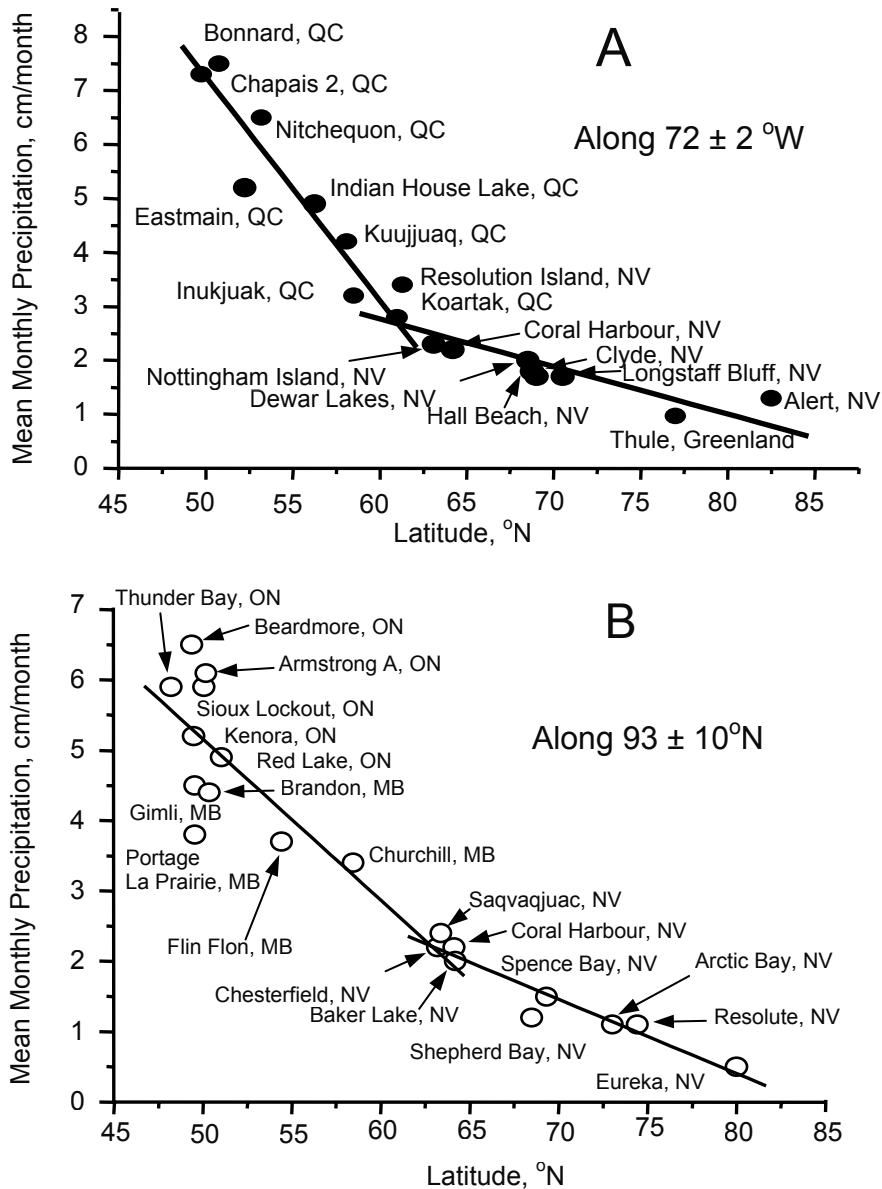 A
Along 72 ± 2 °W
Mean Monthly Precipitation, cm/month
8
7
6
5
4
3
2
1
0
Bonnard, QC
Chapais 2, QC
Nitchequon, QC
Eastmain, QC
Indian House Lake, QC
Kuujjuaq, QC
Inukjuak, QC
Resolution Island, NV
Koartak, QC
Coral Harbour, NV
Nottingham Island, NV
Clyde, NV
Dewar Lakes, NV
Longstaff Bluff, NV
Hall Beach, NV
Alert, NV
Thule, Greenland
45 50 55 60 65 70 75 80 85
Latitude, °N
B
Along 93 ± 10°N
Mean Monthly Precipitation, cm/month
7
6
5
4
3
2
1
0
Thunder Bay, ON
Beardmore, ON
Armstrong A, ON
Sioux Lockout, ON
Kenora, ON
Red Lake, ON
Brandon, MB
Gimli, MB
Portage
La Prairie, MB
Churchill, MB
Flin Flon, MB
Saqvaqjuac, NV
Coral Harbour, NV
Chesterfield, NV
Baker Lake, NV
Spence Bay, NV
Arctic Bay, NV
Resolute, NV
Shepherd Bay, NV
Eureka, NV
45 50 55 60 65 70 75 80 85
Latitude, °N